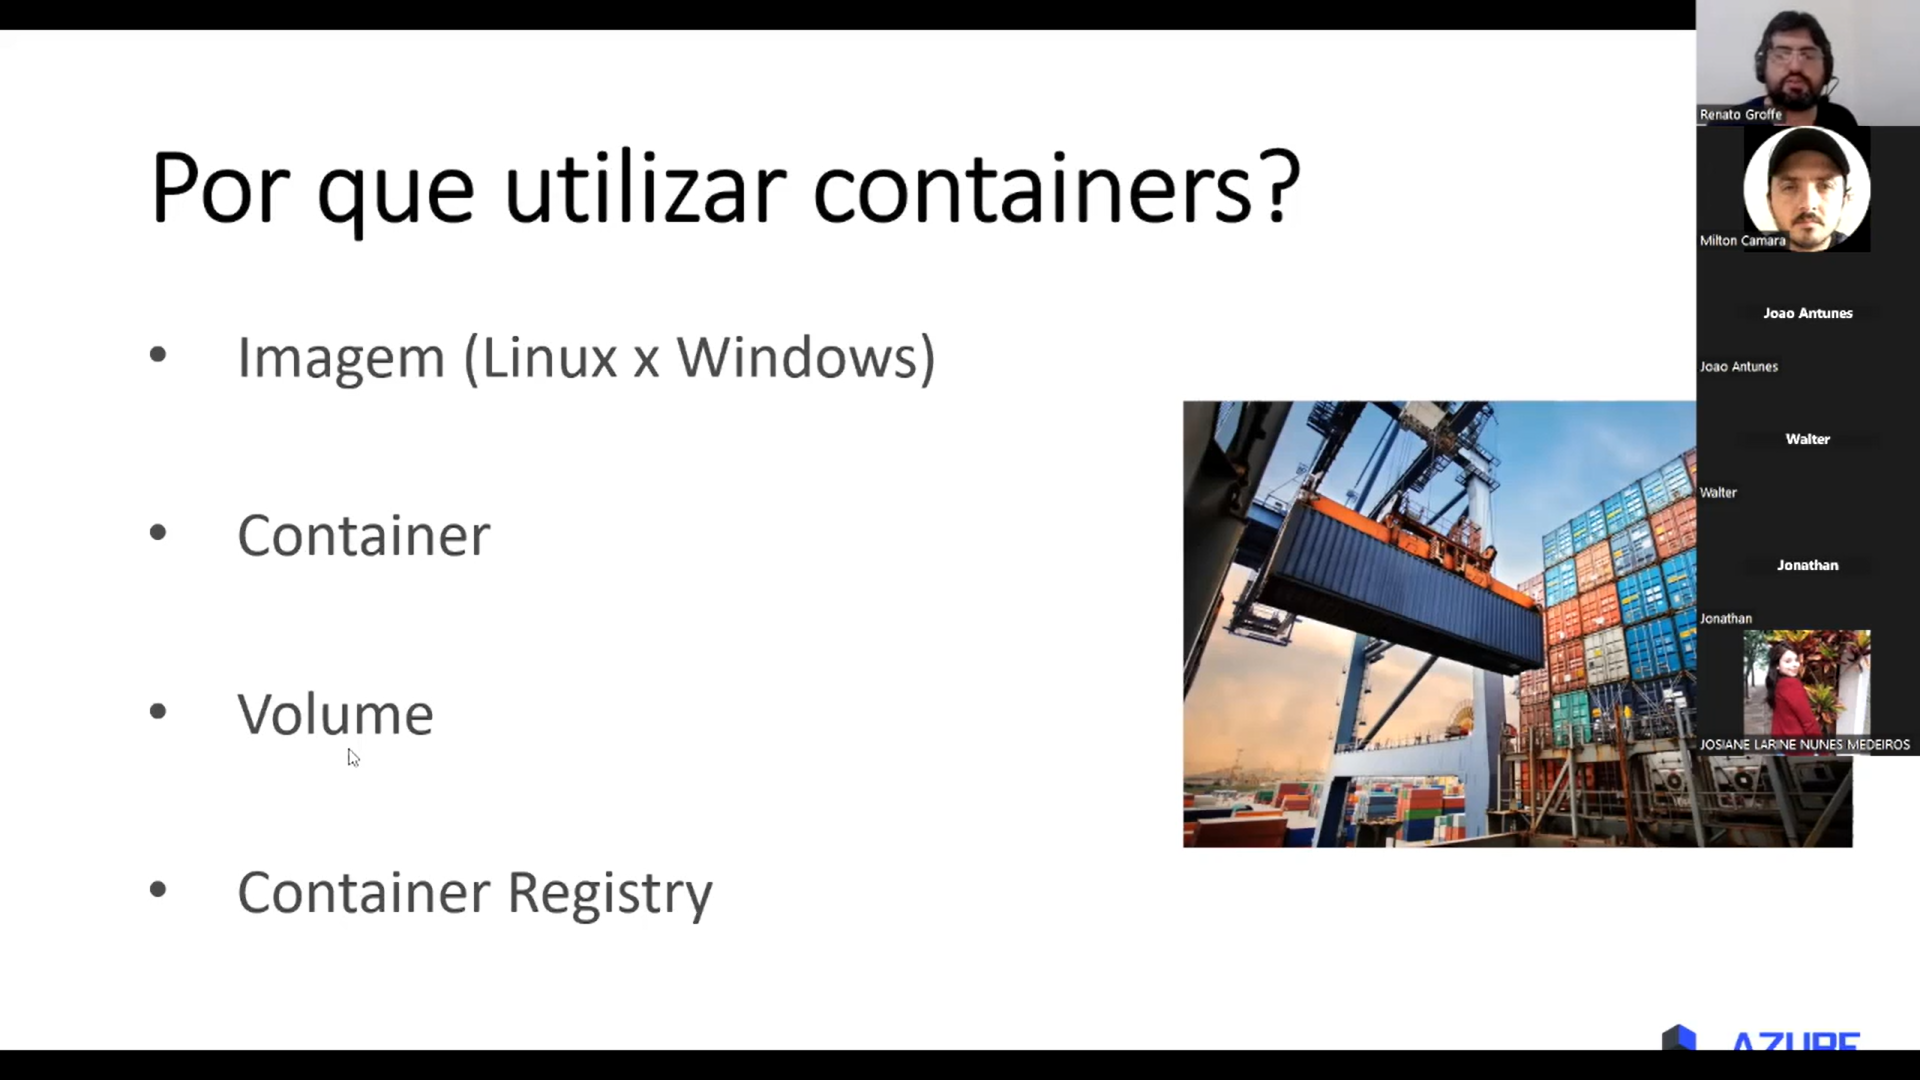 Por que utilizar containers?
• Imagem (Linux x Windows)
• Container
• Volume
• Container Registry
Renato Groffe
Milton Camara
Joao Antunes
Joao Antunes
Walter
Walter
Jonathan
Jonathan
JOSIANE LARINE NUNES MEDEIROS
AZURE